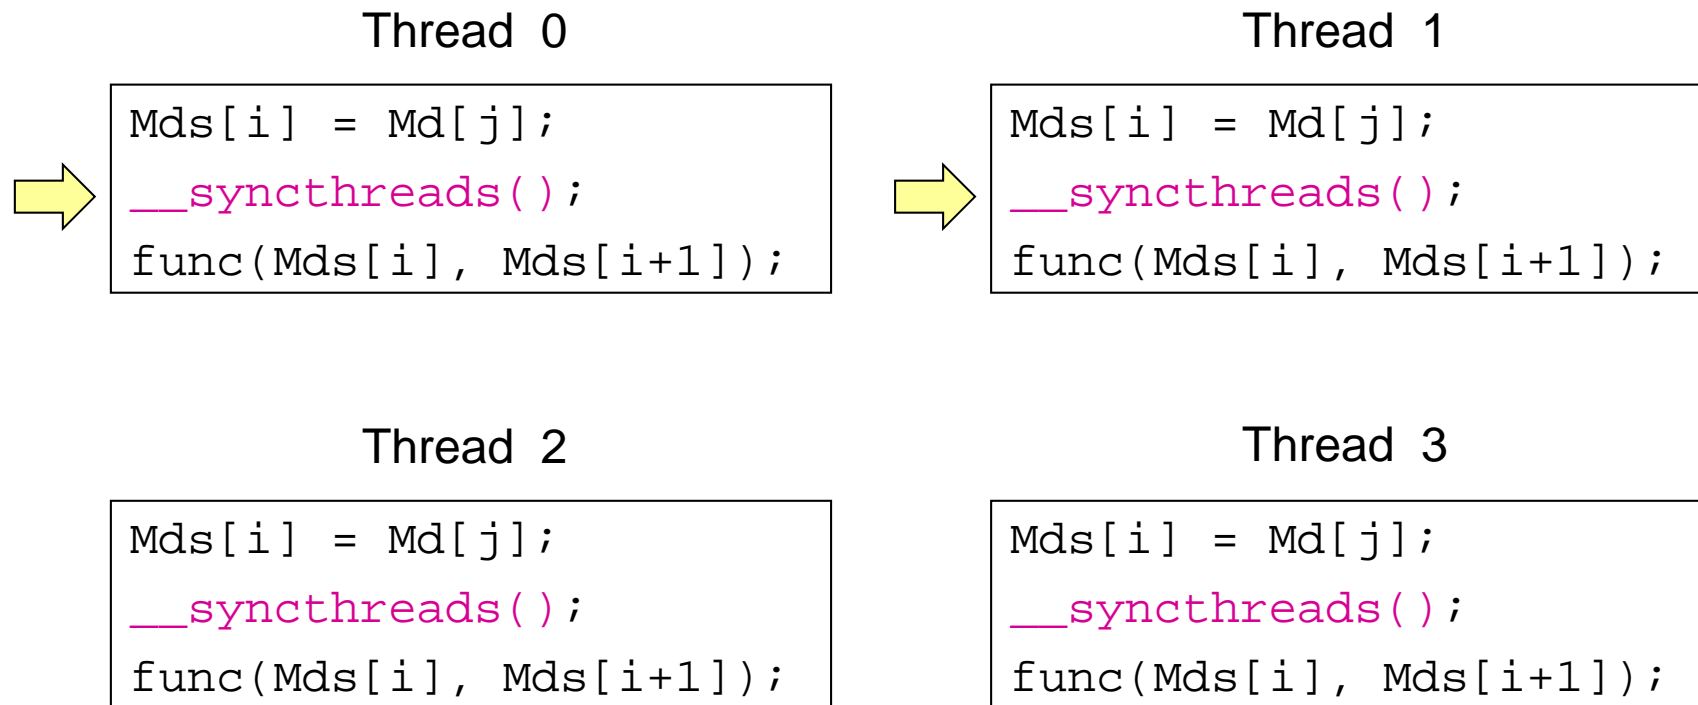 Thread 0
Mds[i] = Md[j];
__syncthreads();
func(Mds[i], Mds[i+1]);
Thread 1
Mds[i] = Md[j];
__syncthreads();
func(Mds[i], Mds[i+1]);
Thread 2
Mds[i] = Md[j];
__syncthreads();
func(Mds[i], Mds[i+1]);
Thread 3
Mds[i] = Md[j];
__syncthreads();
func(Mds[i], Mds[i+1]);